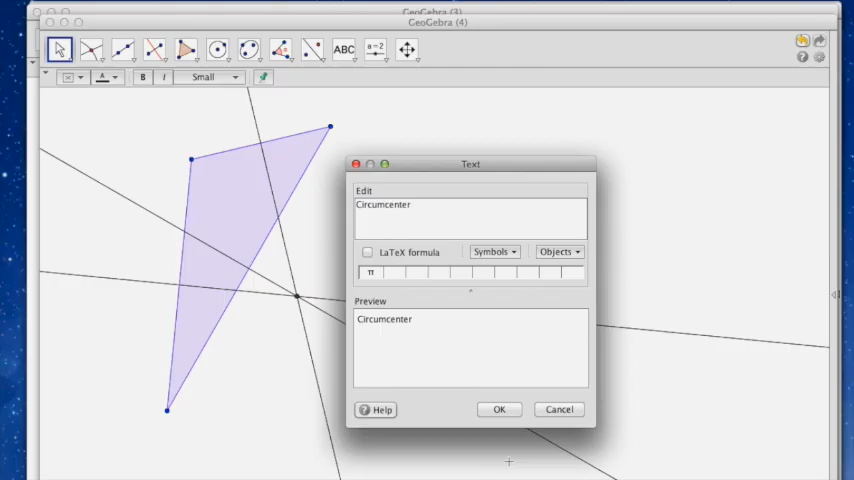 GeoGebra (3)
GeoGebra (4)
ABC
a=2
A
B I Small
Text
Edit
Circumcenter
LaTeX formula Symbols Objects
π
Preview
Circumcenter
? Help OK Cancel